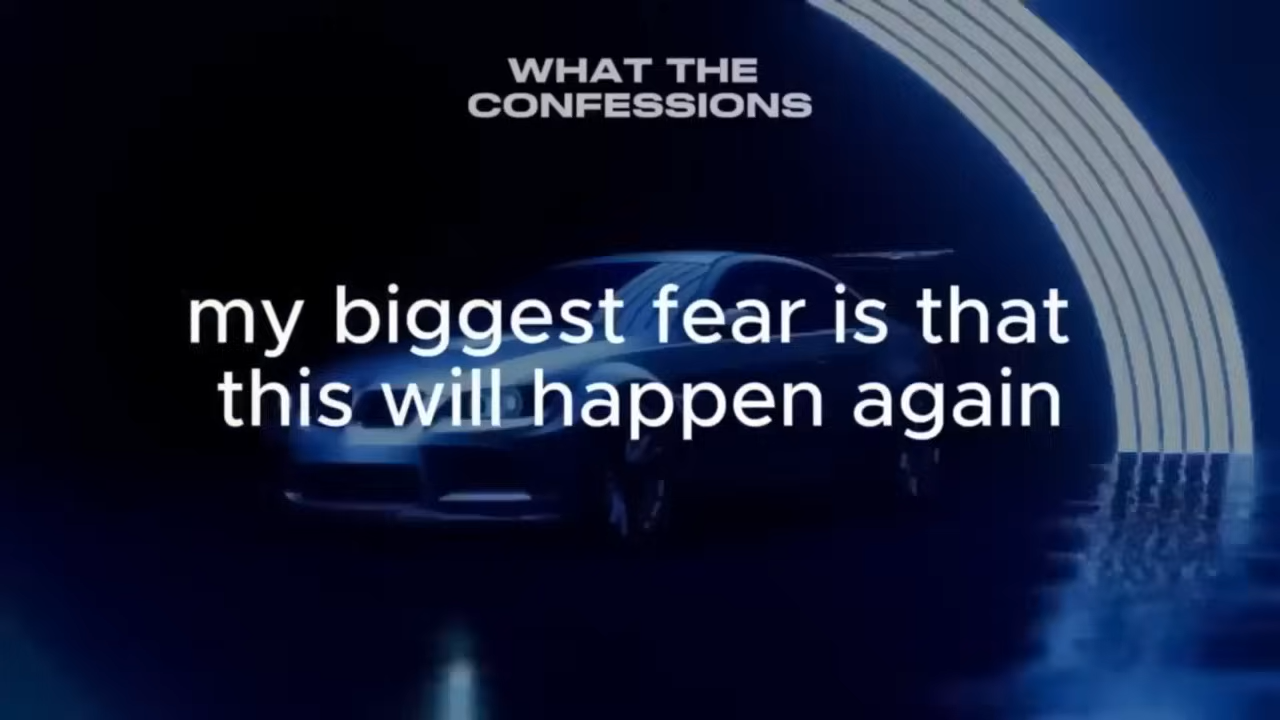 WHAT THE
CONFESSIONS
my biggest fear is that
this will happen again